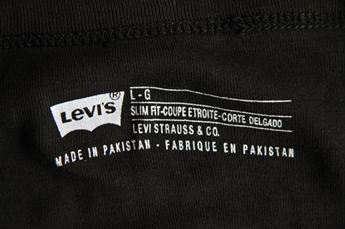 Levi's®
L - G
SLIM FIT-COUPE ETROITE-CORTE DELGADO
LEVI STRAUSS & CO.
MADE IN PAKISTAN - FABRIQUE EN PAKISTAN